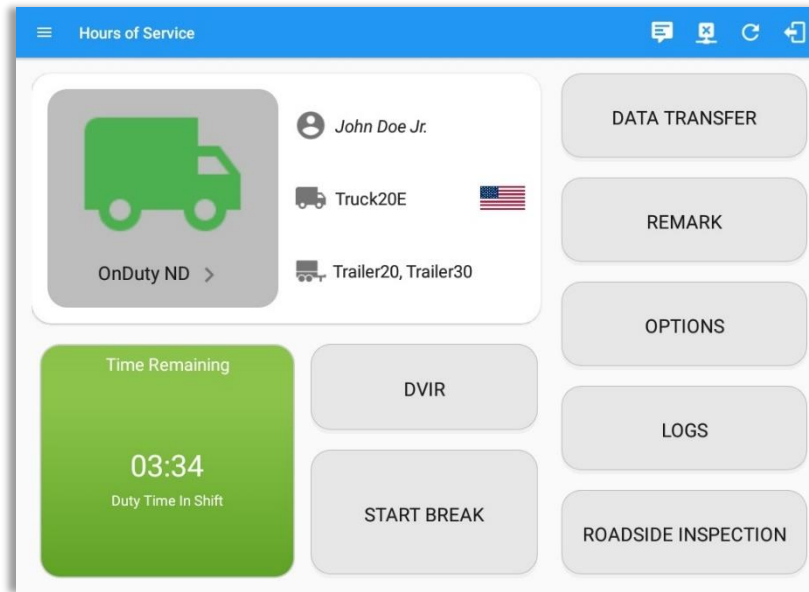 Hours of Service
John Doe Jr.
Truck20E
Trailer20, Trailer30
OnDuty ND
Time Remaining
03:34
Duty Time In Shift
DVIR
START BREAK
DATA TRANSFER
REMARK
OPTIONS
LOGS
ROADSIDE INSPECTION